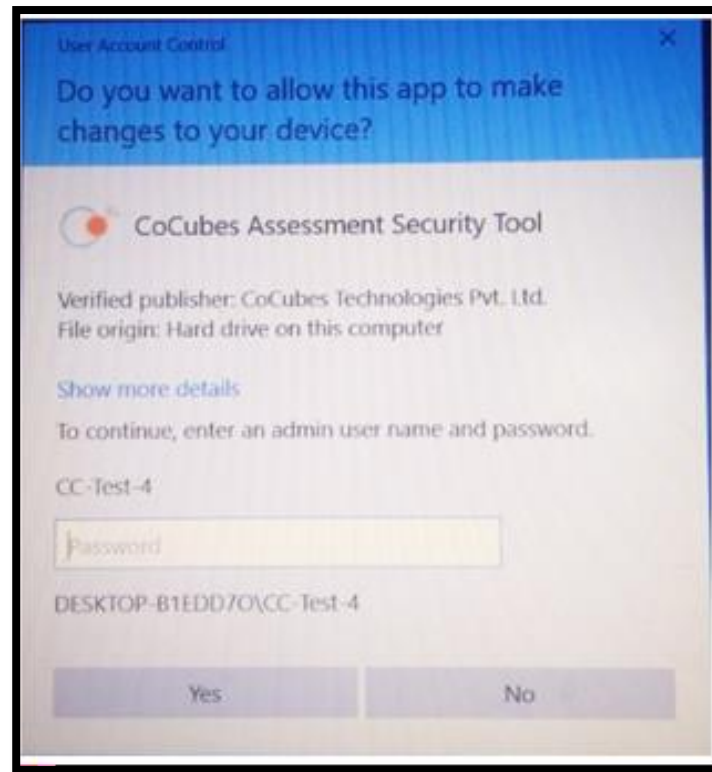 User Account Control
Do you want to allow this app to make
changes to your device?
CoCubes Assessment Security Tool
Verified publisher: CoCubes Technologies Pvt. Ltd.
File origin: Hard drive on this computer
Show more details
To continue, enter an admin user name and password.
CC-Test-4
Password
DESKTOP-B1EDD7O\CC-Test-4
Yes
No